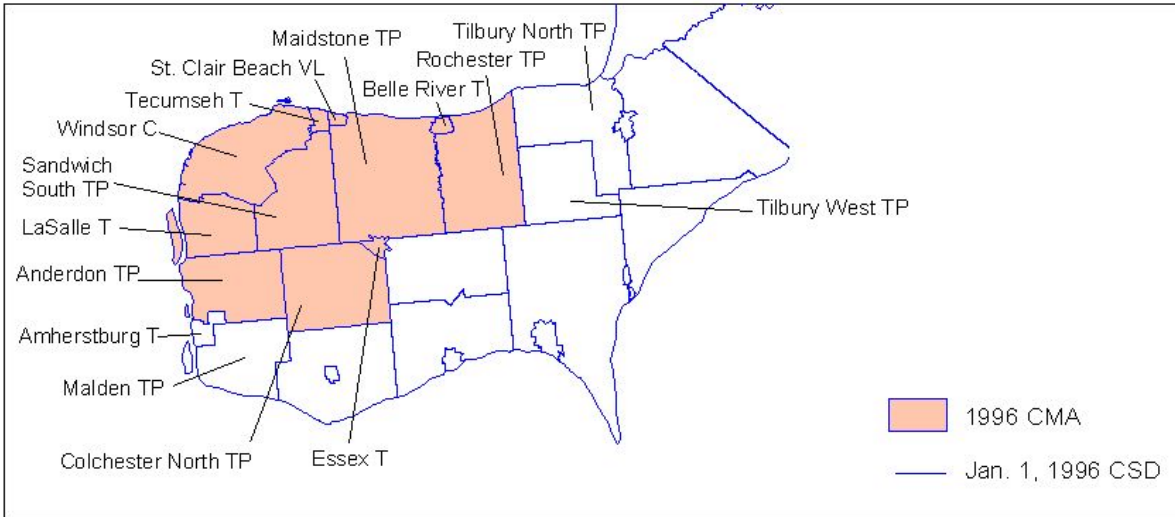 Tilbury North TP
Maidstone TP
Rochester TP
St. Clair Beach VL
Belle River T
Tecumseh T
Windsor C
Sandwich
South TP
Tilbury West TP
LaSalle T
Anderdon TP
Amherstburg T
Malden TP
1996 CMA
Colchester North TP
Essex T
Jan. 1, 1996 CSD